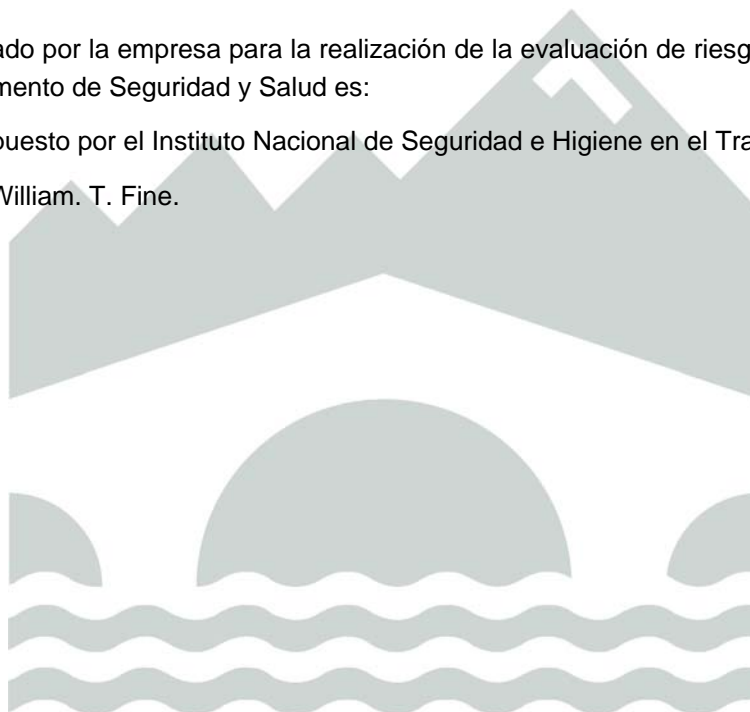 ado por la empresa para la realización de la evaluación de riesg
mento de Seguridad y Salud es:
puesto por el Instituto Nacional de Seguridad e Higiene en el Tra
William. T. Fine.